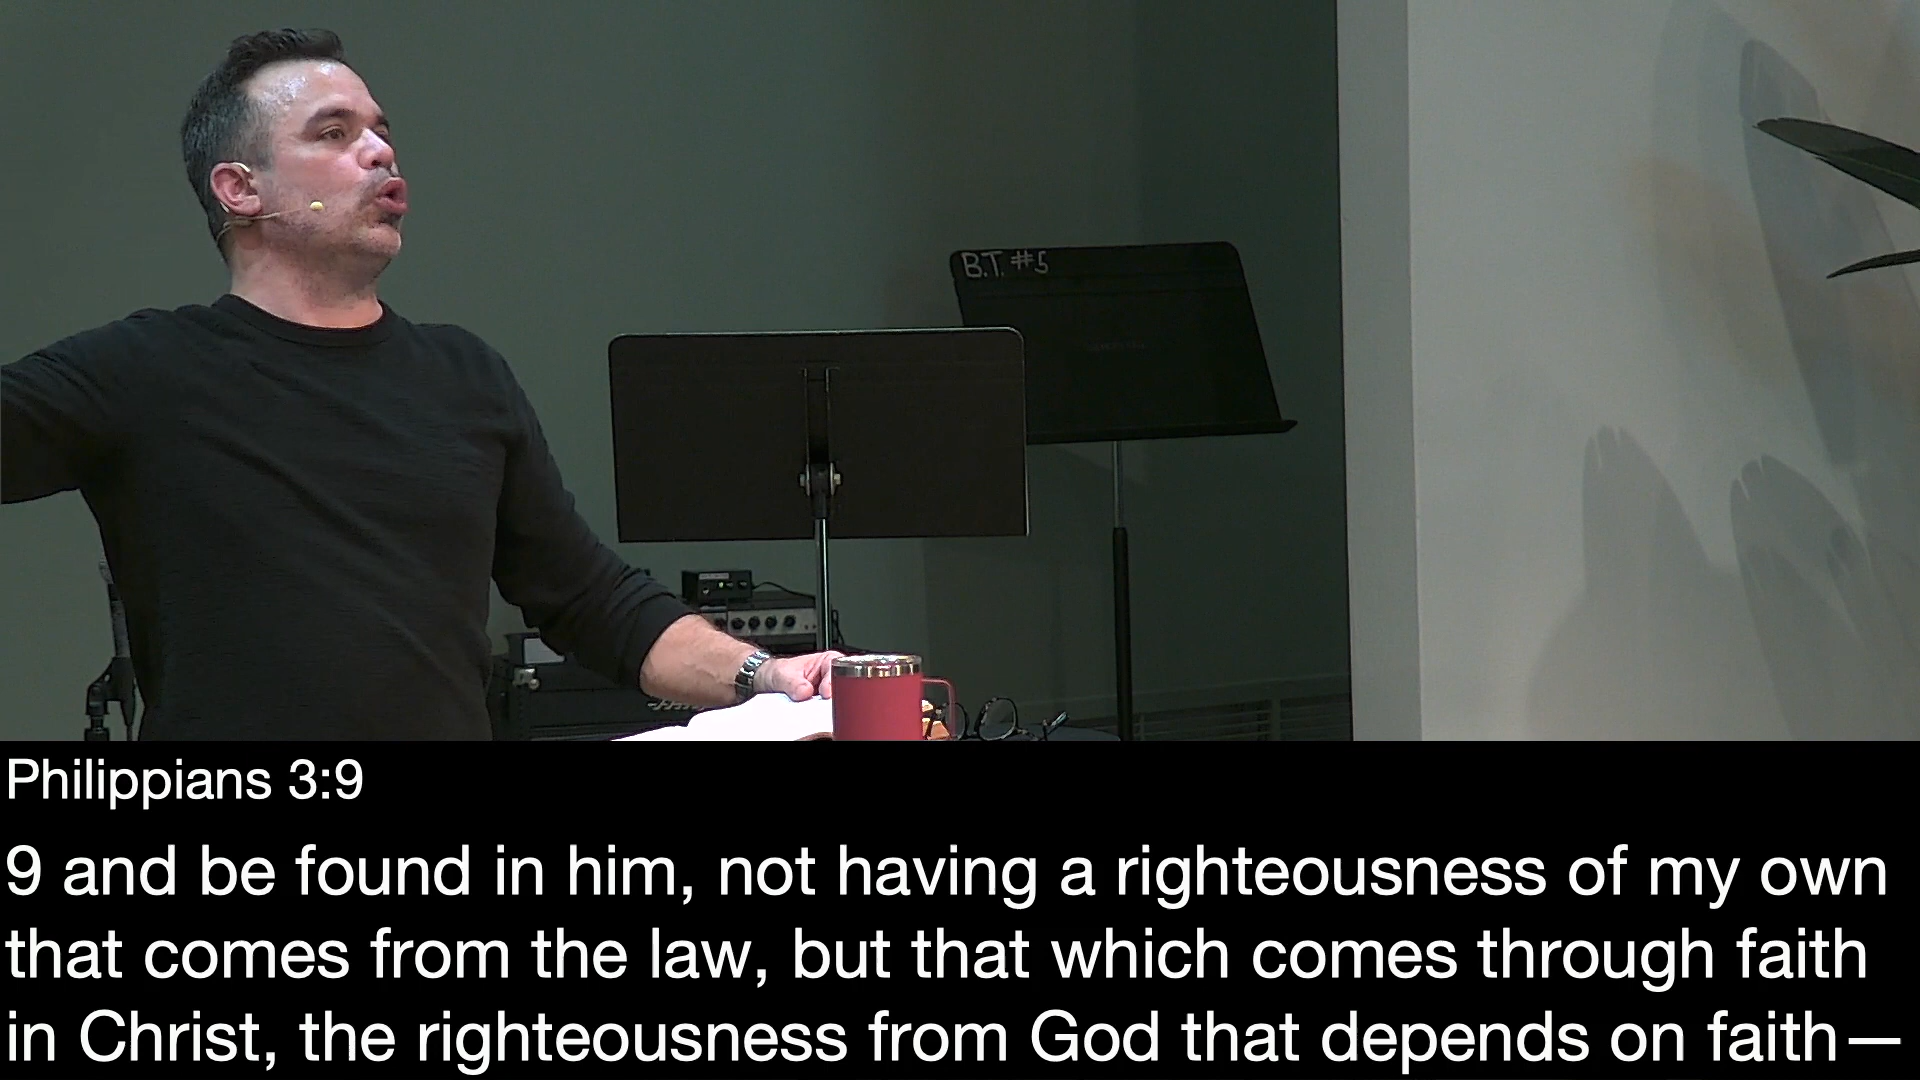 B.T. #5
Philippians 3:9
9 and be found in him, not having a righteousness of my own
that comes from the law, but that which comes through faith
in Christ, the righteousness from God that depends on faith—